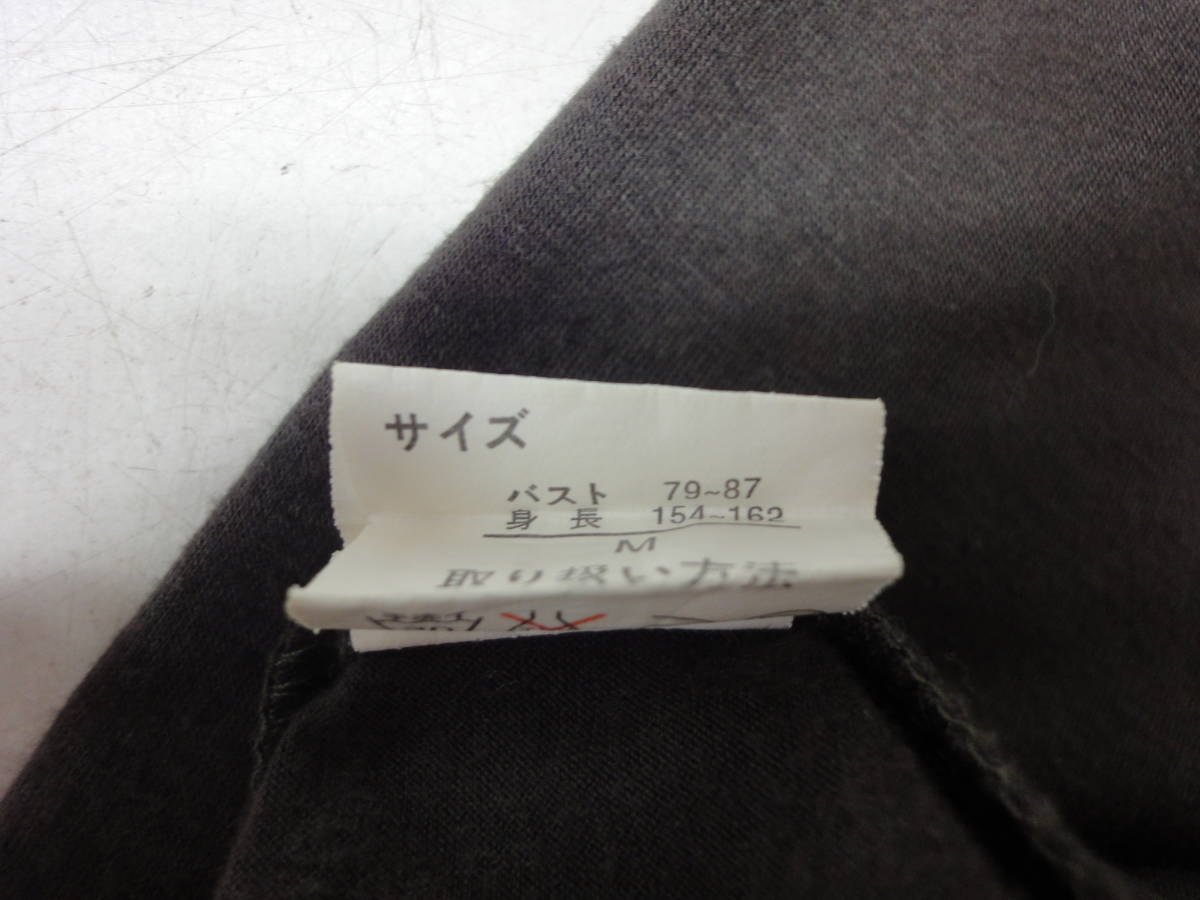 サイズ
バスト 79~87
身長 154~162
M
取り扱い方法